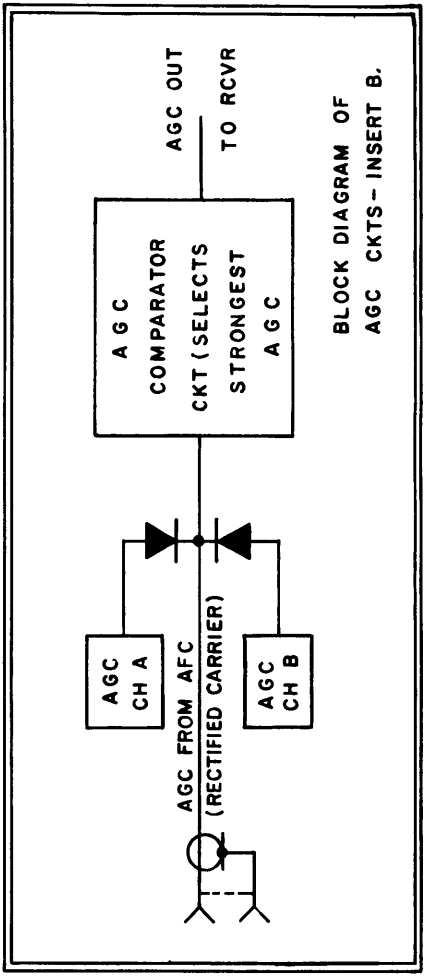 AGC FROM AFC
(RECTIFIED CARRIER)
AGC
CH A
AGC
CH B
AGC
COMPARATOR
CKT (SELECTS
STRONGEST
AGC
AGC OUT
TO RCVR
BLOCK DIAGRAM OF
AGC CKTS - INSERT B.